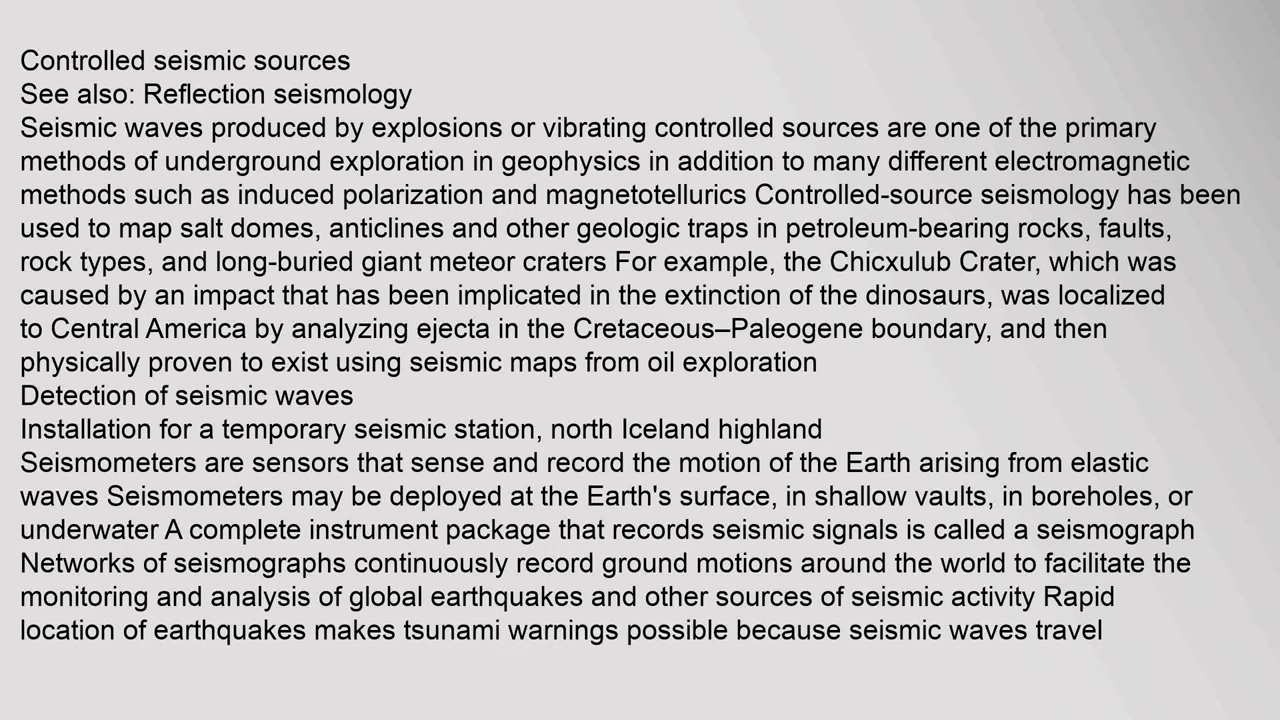 Controlled seismic sources
See also: Reflection seismology
Seismic waves produced by explosions or vibrating controlled sources are one of the primary
methods of underground exploration in geophysics in addition to many different electromagnetic
methods such as induced polarization and magnetotellurics Controlled-source seismology has been
used to map salt domes, anticlines and other geologic traps in petroleum-bearing rocks, faults,
rock types, and long-buried giant meteor craters For example, the Chicxulub Crater, which was
caused by an impact that has been implicated in the extinction of the dinosaurs, was localized
to Central America by analyzing ejecta in the Cretaceous–Paleogene boundary, and then
physically proven to exist using seismic maps from oil exploration
Detection of seismic waves
Installation for a temporary seismic station, north Iceland highland
Seismometers are sensors that sense and record the motion of the Earth arising from elastic
waves Seismometers may be deployed at the Earth's surface, in shallow vaults, in boreholes, or
underwater A complete instrument package that records seismic signals is called a seismograph
Networks of seismographs continuously record ground motions around the world to facilitate the
monitoring and analysis of global earthquakes and other sources of seismic activity Rapid
location of earthquakes makes tsunami warnings possible because seismic waves travel